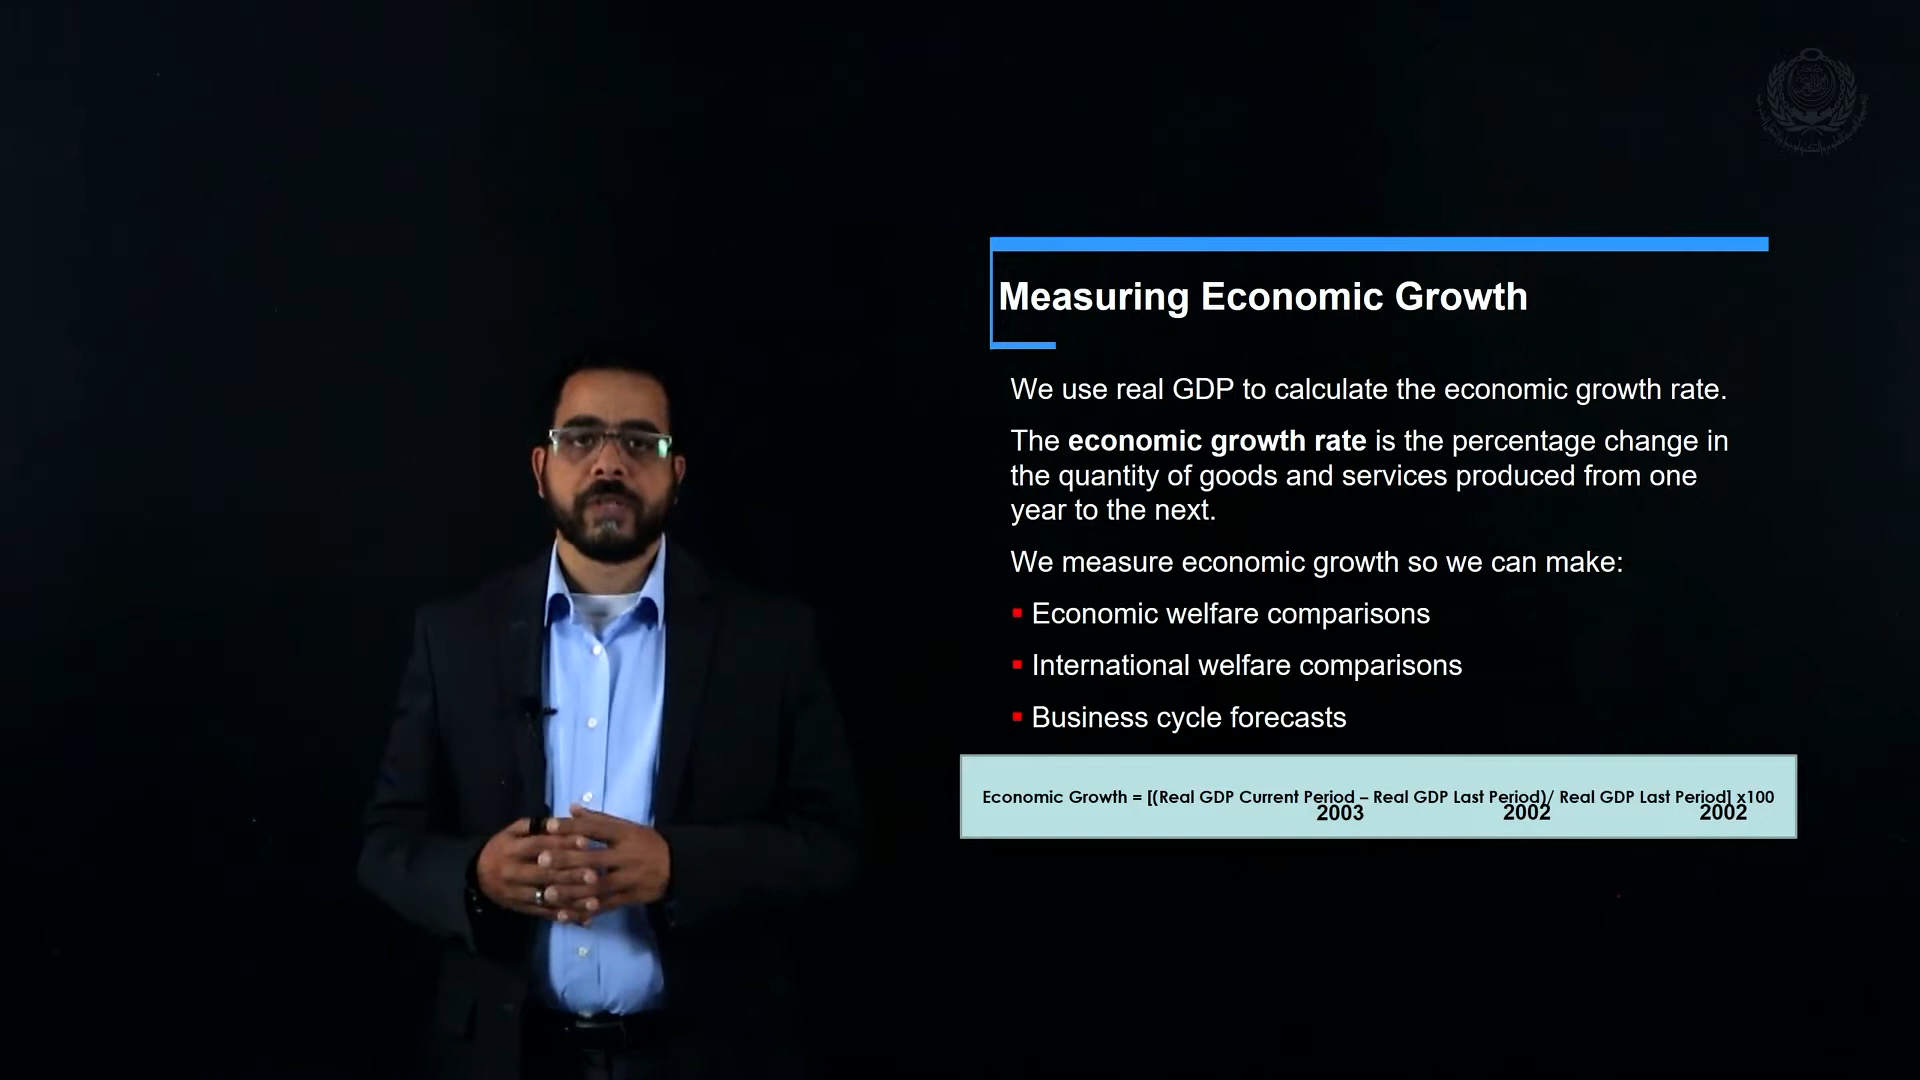 Measuring Economic Growth
We use real GDP to calculate the economic growth rate.
The economic growth rate is the percentage change in
the quantity of goods and services produced from one
year to the next.
We measure economic growth so we can make:
Economic welfare comparisons
International welfare comparisons
Business cycle forecasts
Economic Growth = [(Real GDP Current Period – Real GDP Last Period)/ Real GDP Last Period] x100
2003 2002 2002